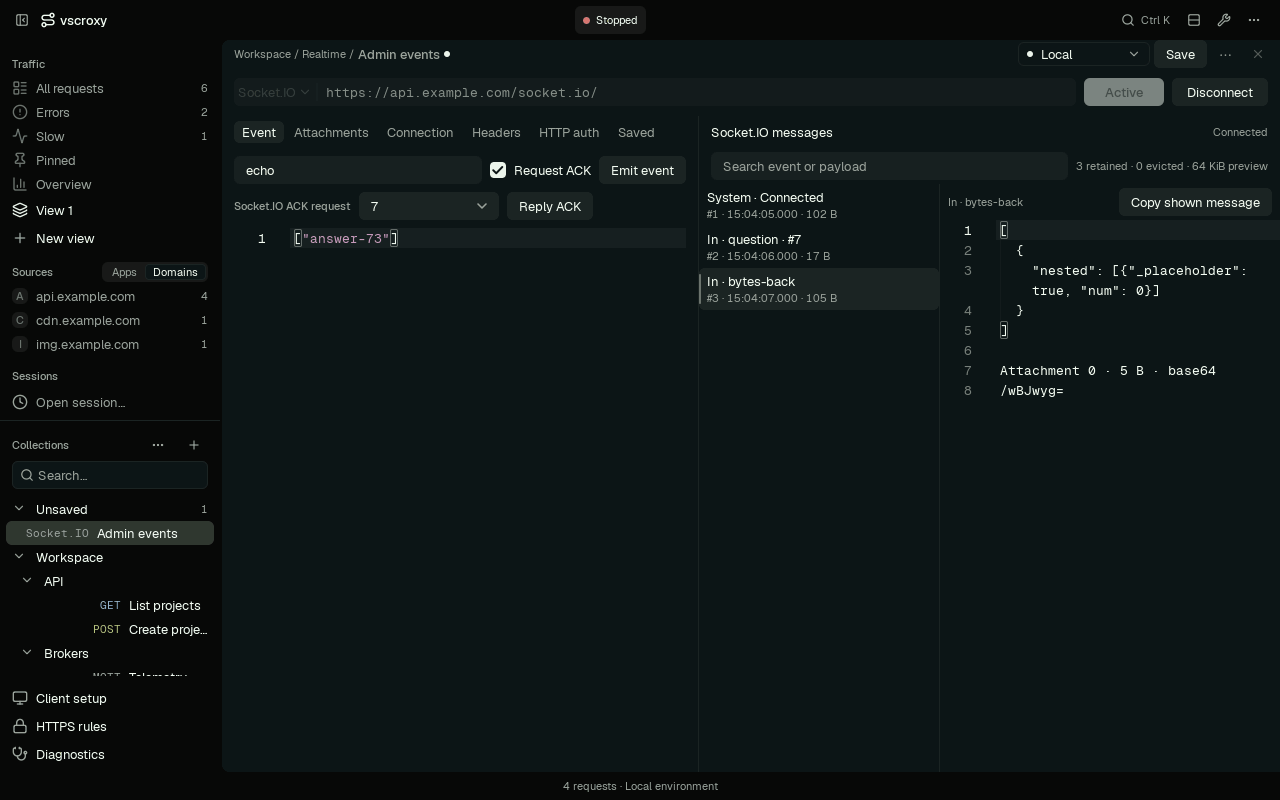 vscroxy
Stopped
Ctrl K
Traffic
All requests 6
Errors 2
Slow 1
Pinned
Overview
View 1
New view
Sources Apps Domains
A api.example.com 4
C cdn.example.com 1
I img.example.com 1
Sessions
Open session...
Collections
Search...
Unsaved 1
Socket.IO Admin events
Workspace
API
GET List projects
POST Create proje...
Brokers
MQTT Telemetry
Client setup
HTTPS rules
Diagnostics
Workspace / Realtime / Admin events
Local
Save
Socket.IO https://api.example.com/socket.io/
Active
Disconnect
Event Attachments Connection Headers HTTP auth Saved
echo
Request ACK
Emit event
Socket.IO ACK request 7
Reply ACK
1 ["answer-73"]
Socket.IO messages Connected
Search event or payload
3 retained · 0 evicted · 64 KiB preview
System · Connected
#1 · 15:04:05.000 · 102 B
In · question · #7
#2 · 15:04:06.000 · 17 B
In · bytes-back
#3 · 15:04:07.000 · 105 B
In · bytes-back
Copy shown message
1 [
2 {
3 "nested": [{"_placeholder":
true, "num": 0}]
4 }
5 ]
6
7 Attachment 0 · 5 B · base64
8 /wBJwyg=
4 requests · Local environment